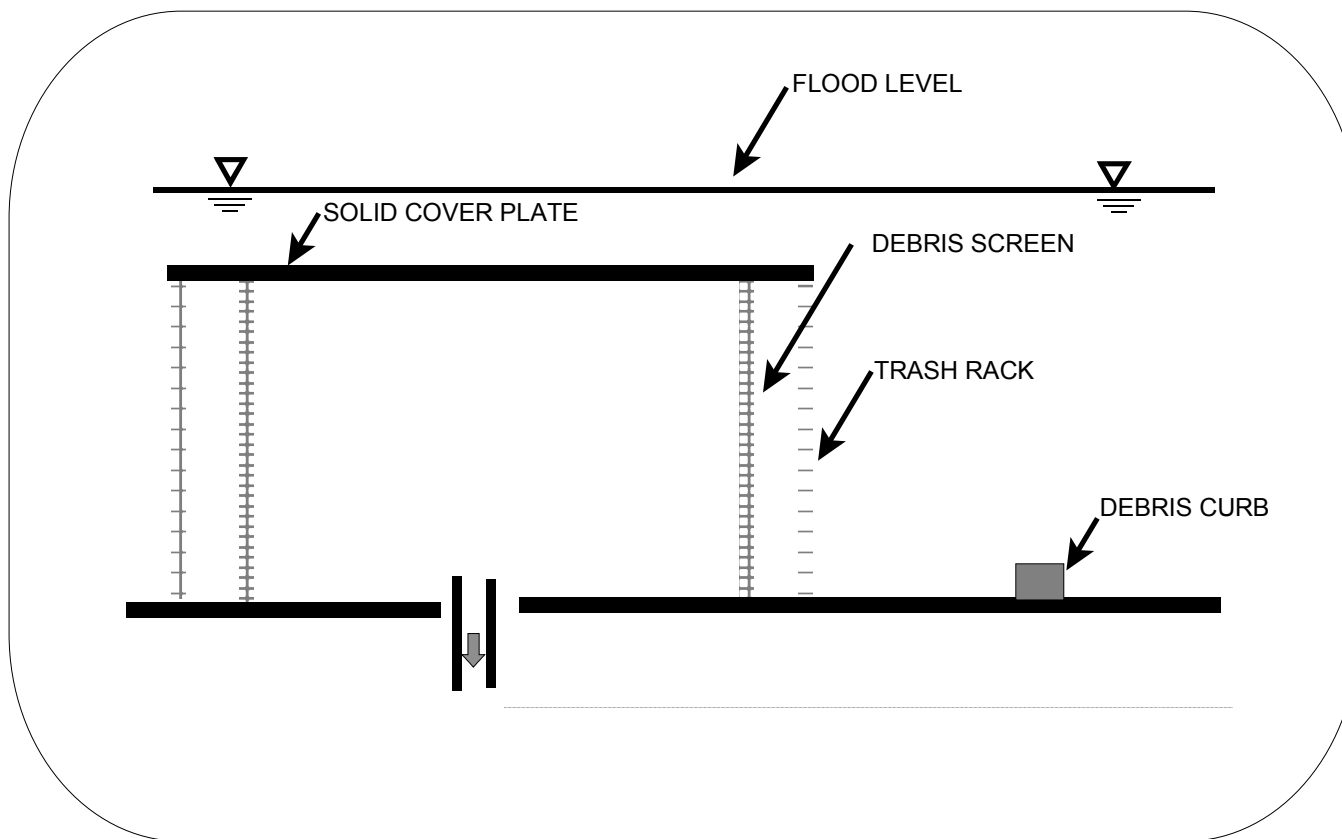 FLOOD LEVEL
SOLID COVER PLATE
DEBRIS SCREEN
TRASH RACK
DEBRIS CURB